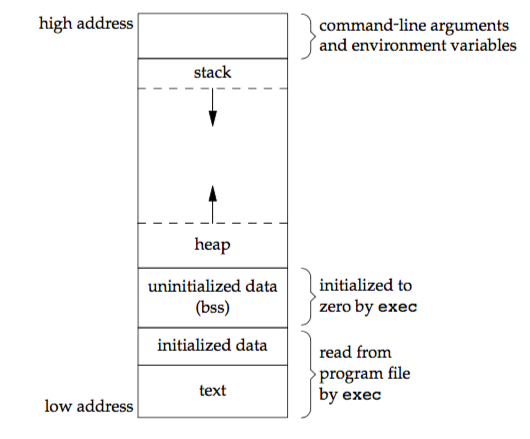 high address
command-line arguments
and environment variables
stack
heap
uninitialized data
(bss)
initialized to
zero by exec
initialized data
read from
program file
by exec
text
low address